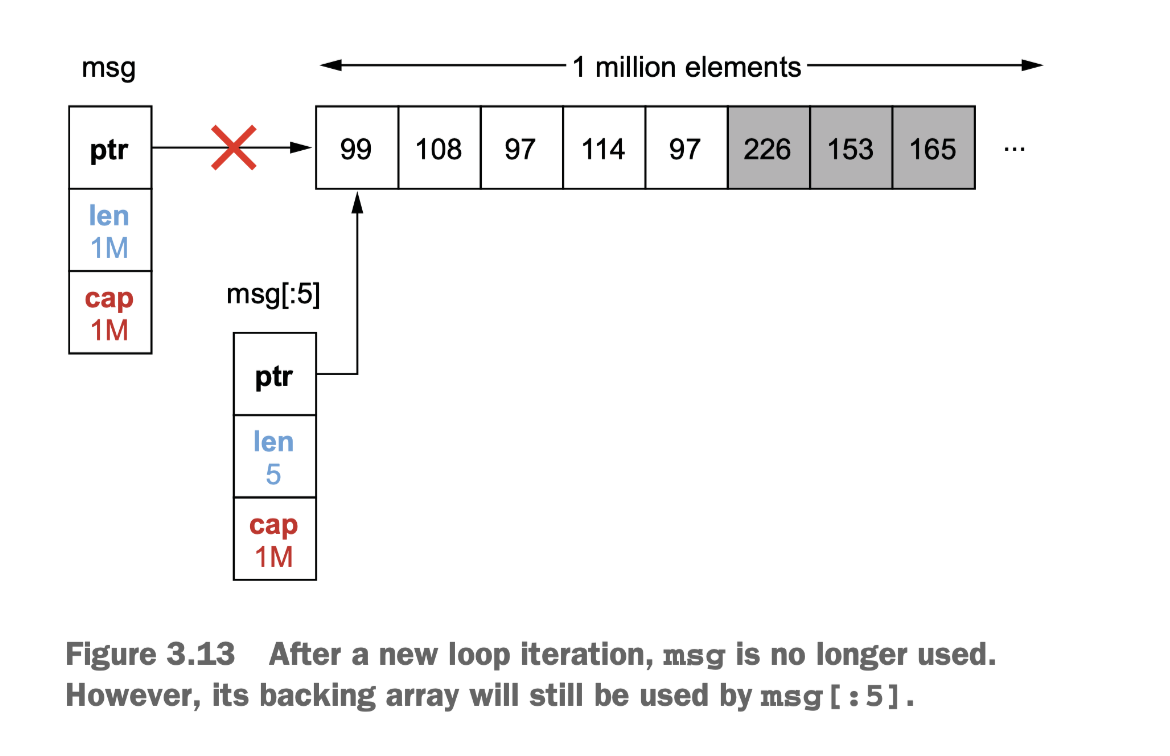 msg
1 million elements
ptr
99 108 97 114 97 226 153 165 ...
len
1M
cap
1M
msg[:5]
ptr
len
5
cap
1M
Figure 3.13 After a new loop iteration, msg is no longer used.
However, its backing array will still be used by msg[:5].